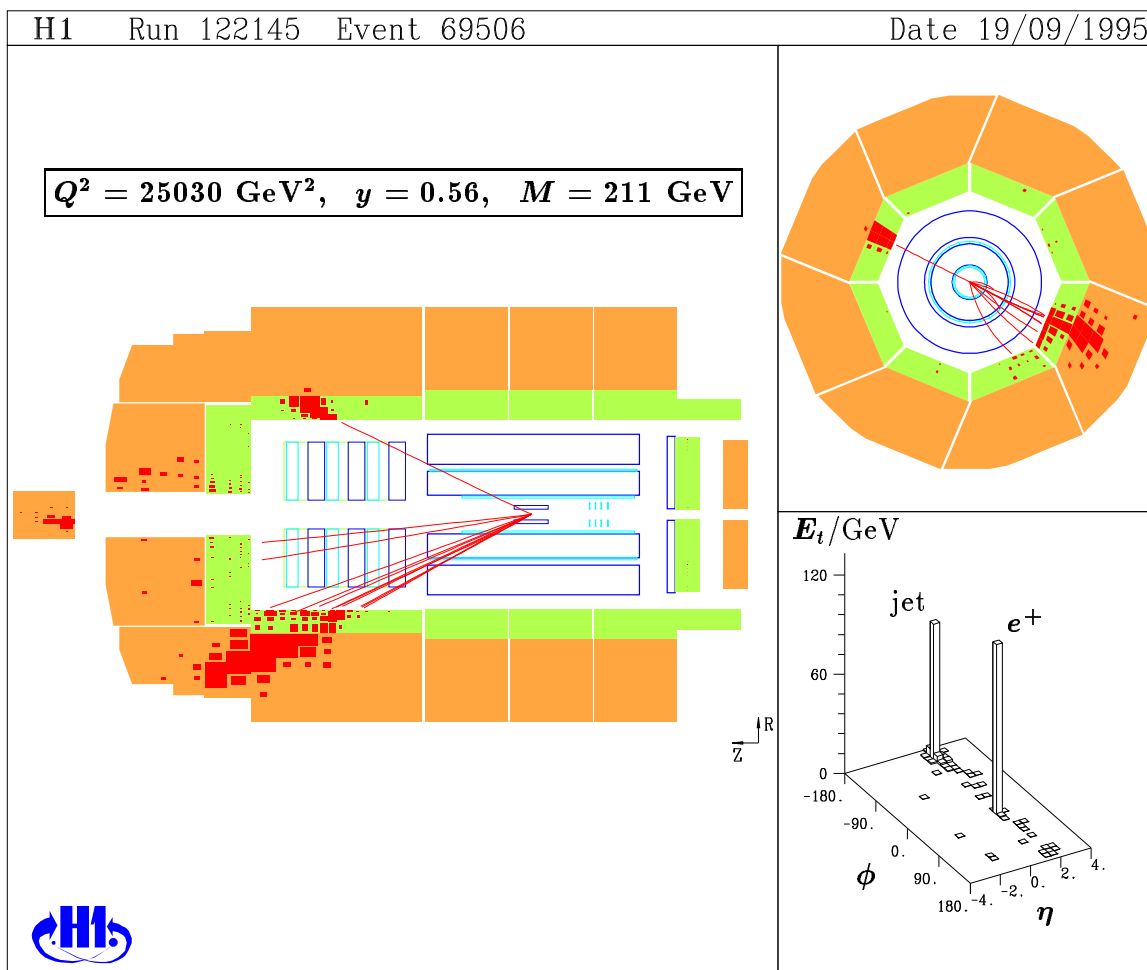 H1 Run 122145 Event 69506 Date 19/09/1995
Q² = 25030 GeV², y = 0.56, M = 211 GeV
R
Z
E_t/GeV
120
jet
e⁺
60
0
-180.
-90.
0.
90.
180.
-4.
-2.
0.
2.
4.
ϕ
η
H1